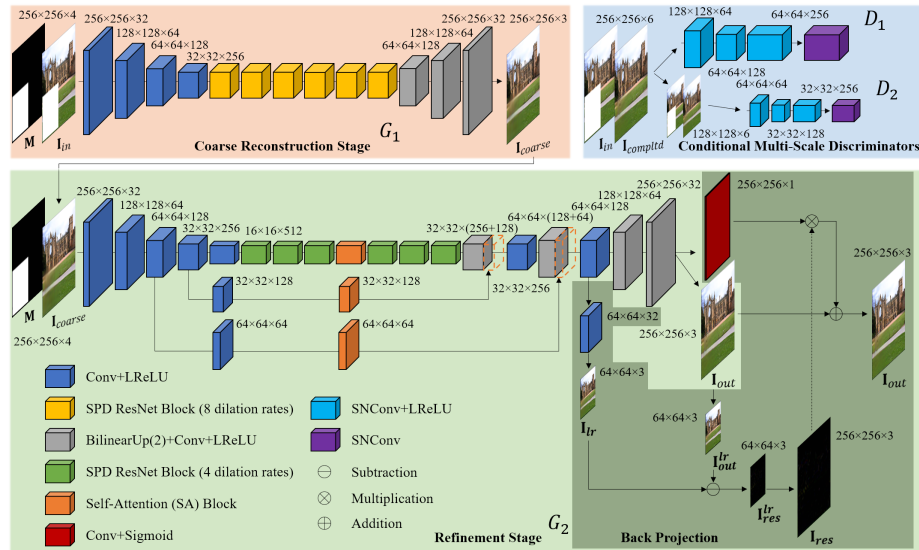 256×256×4
256×256×32
128×128×64
64×64×128
32×32×256
64×64×128
128×128×64
256×256×32
256×256×3
M
I_in
G_1
I_coarse
Coarse Reconstruction Stage
256×256×6
128×128×64
64×64×256
D_1
64×64×128
64×64×64
32×32×256
D_2
I_in
I_compltd
128×128×6
32×32×128
Conditional Multi-Scale Discriminators
256×256×32
128×128×64
64×64×128
32×32×256
16×16×512
32×32×(256+128)
64×64×(128+64)
64×64×128
128×128×64
256×256×32
256×256×1
32×32×128
32×32×128
32×32×256
64×64×64
64×64×64
64×64×32
256×256×3
256×256×3
M
I_coarse
256×256×4
64×64×3
I_out
I_out
I_lr
64×64×3
I_out^lr
64×64×3
256×256×3
I_res^lr
I_res
Conv+LReLU
SPD ResNet Block (8 dilation rates)
BilinearUp(2)+Conv+LReLU
SPD ResNet Block (4 dilation rates)
Self-Attention (SA) Block
Conv+Sigmoid
SNConv+LReLU
SNConv
Subtraction
Multiplication
Addition
G_2
Refinement Stage
Back Projection